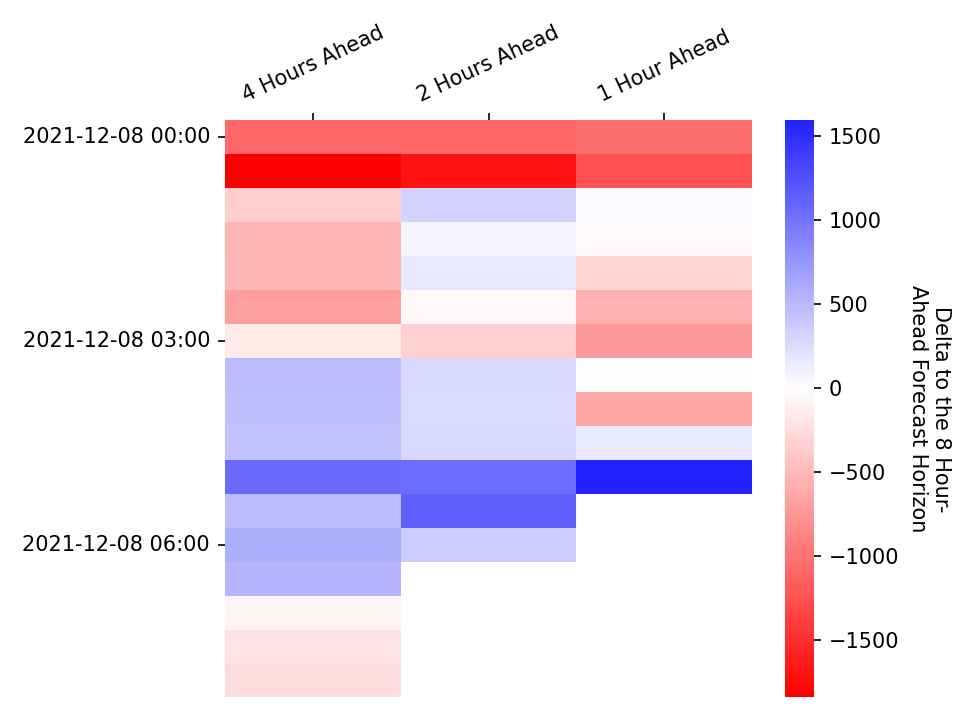 4 Hours Ahead
2 Hours Ahead
1 Hour Ahead
2021-12-08 00:00
2021-12-08 03:00
2021-12-08 06:00
1500
1000
500
0
−500
−1000
−1500
Delta to the 8 Hour-
Ahead Forecast Horizon